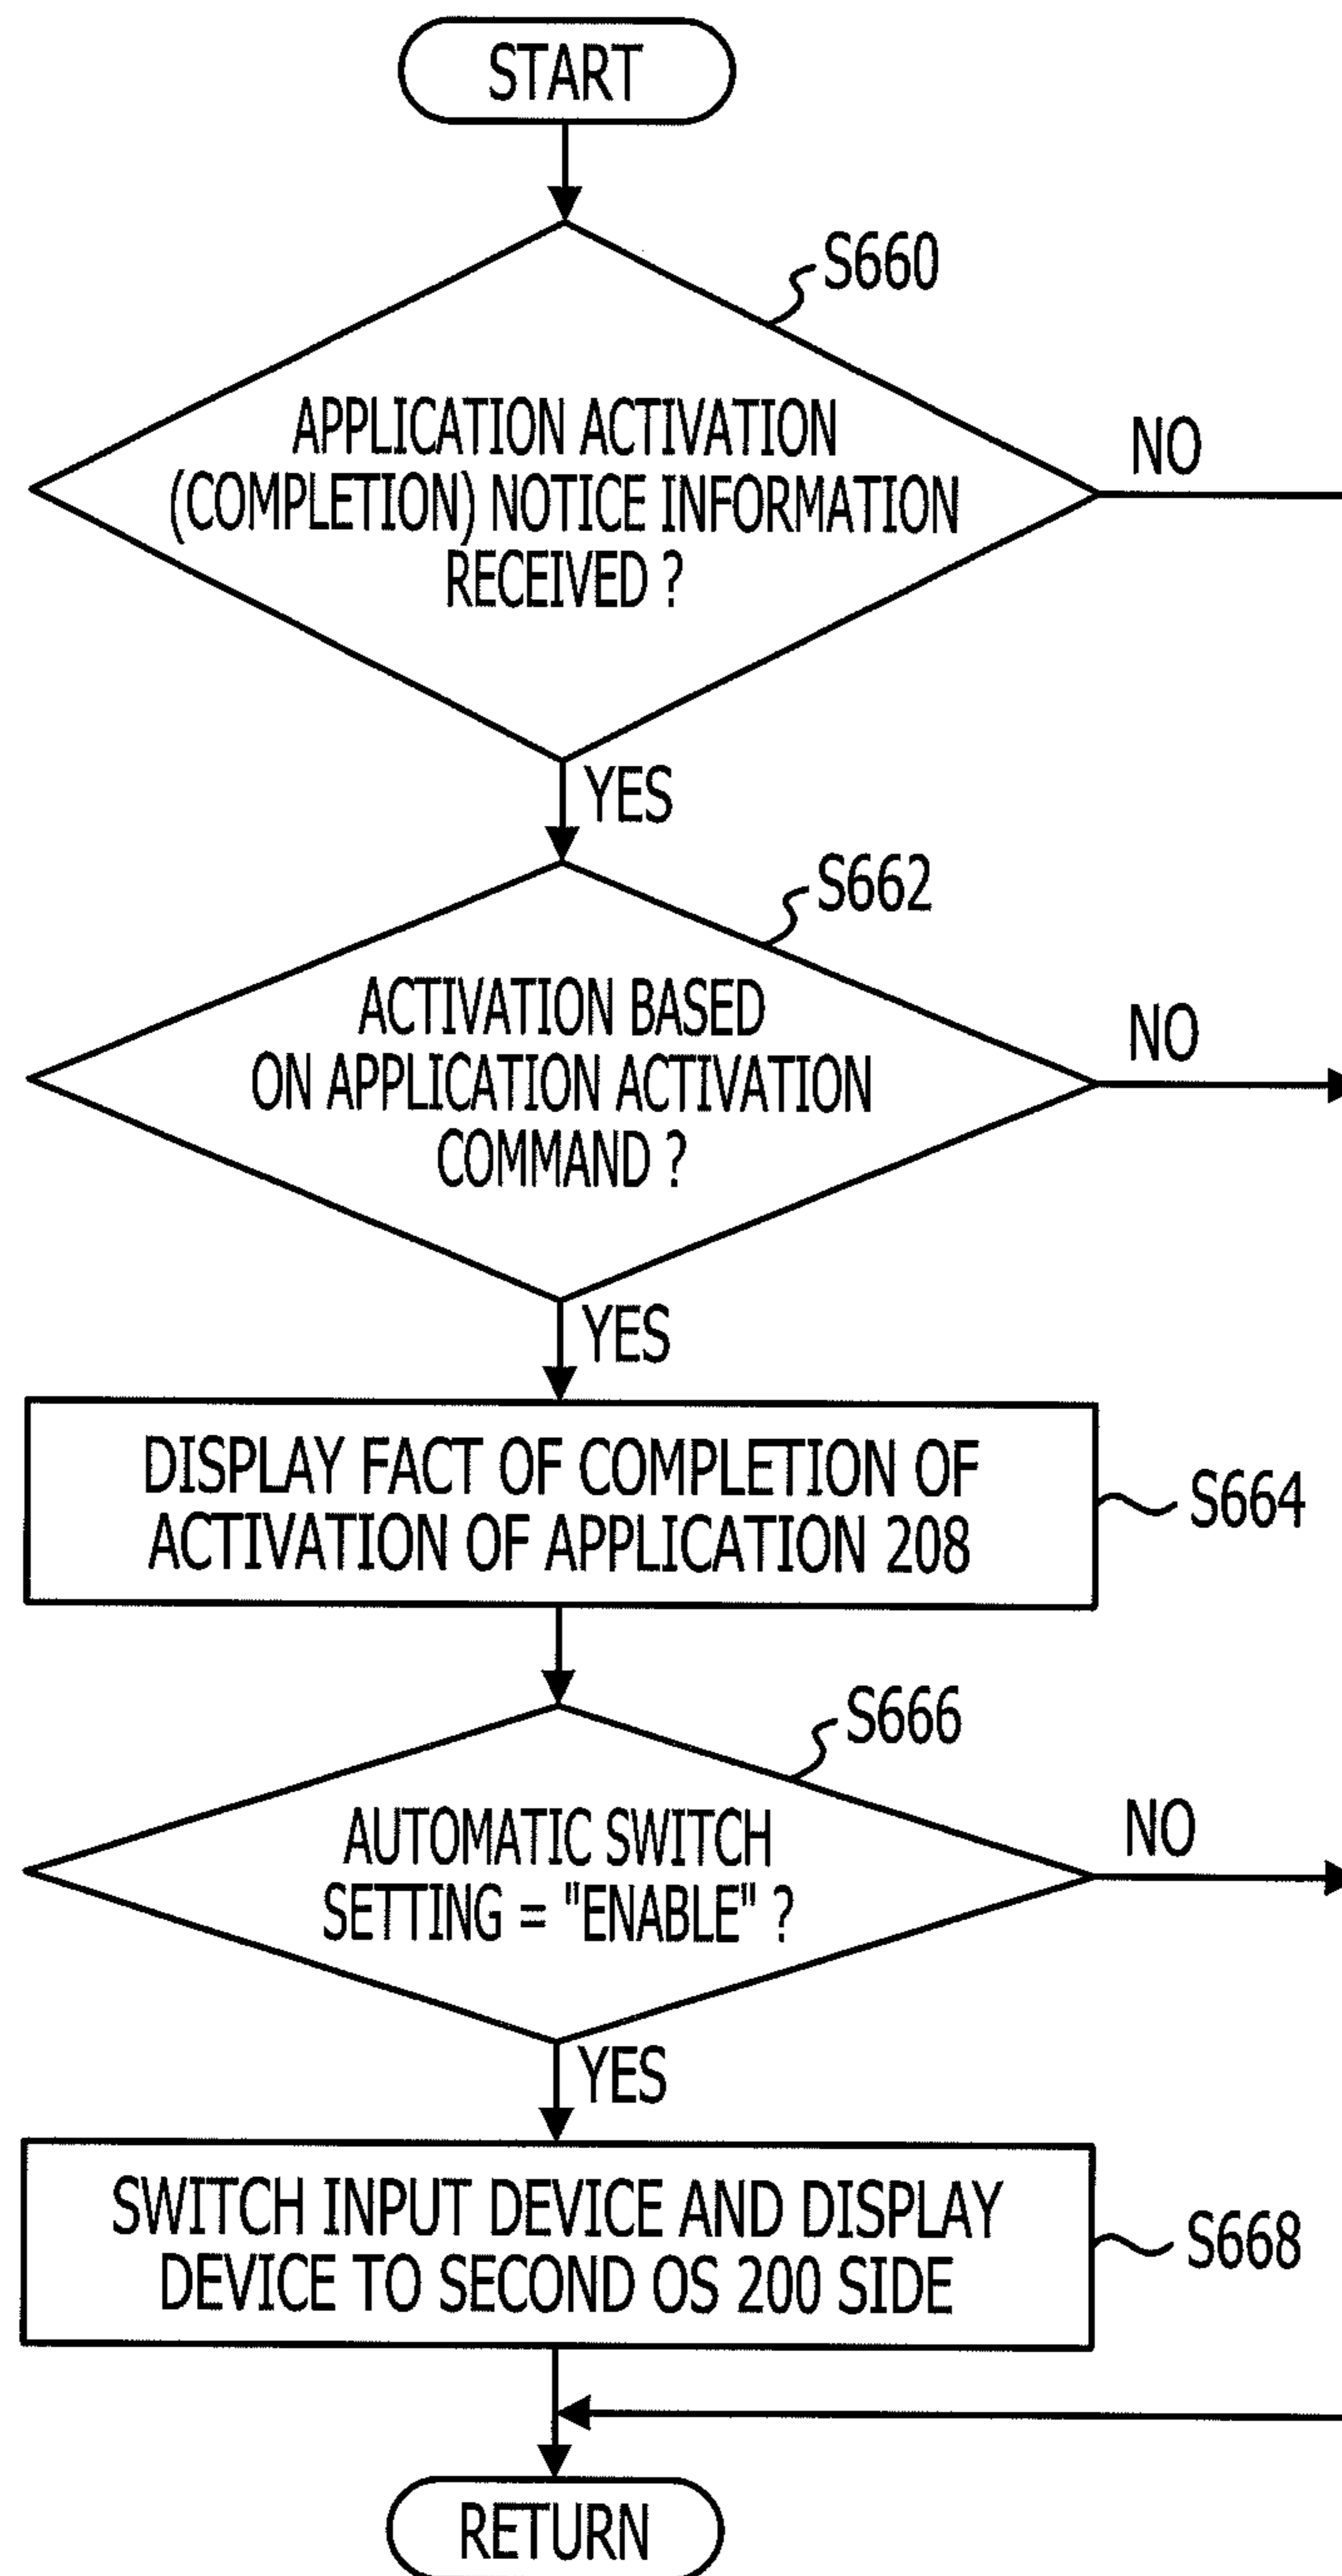 START
S660
APPLICATION ACTIVATION
(COMPLETION) NOTICE INFORMATION
RECEIVED ?
NO
YES
S662
ACTIVATION BASED
ON APPLICATION ACTIVATION
COMMAND ?
NO
YES
DISPLAY FACT OF COMPLETION OF
ACTIVATION OF APPLICATION 208
S664
S666
AUTOMATIC SWITCH
SETTING = "ENABLE" ?
NO
YES
SWITCH INPUT DEVICE AND DISPLAY
DEVICE TO SECOND OS 200 SIDE
S668
RETURN